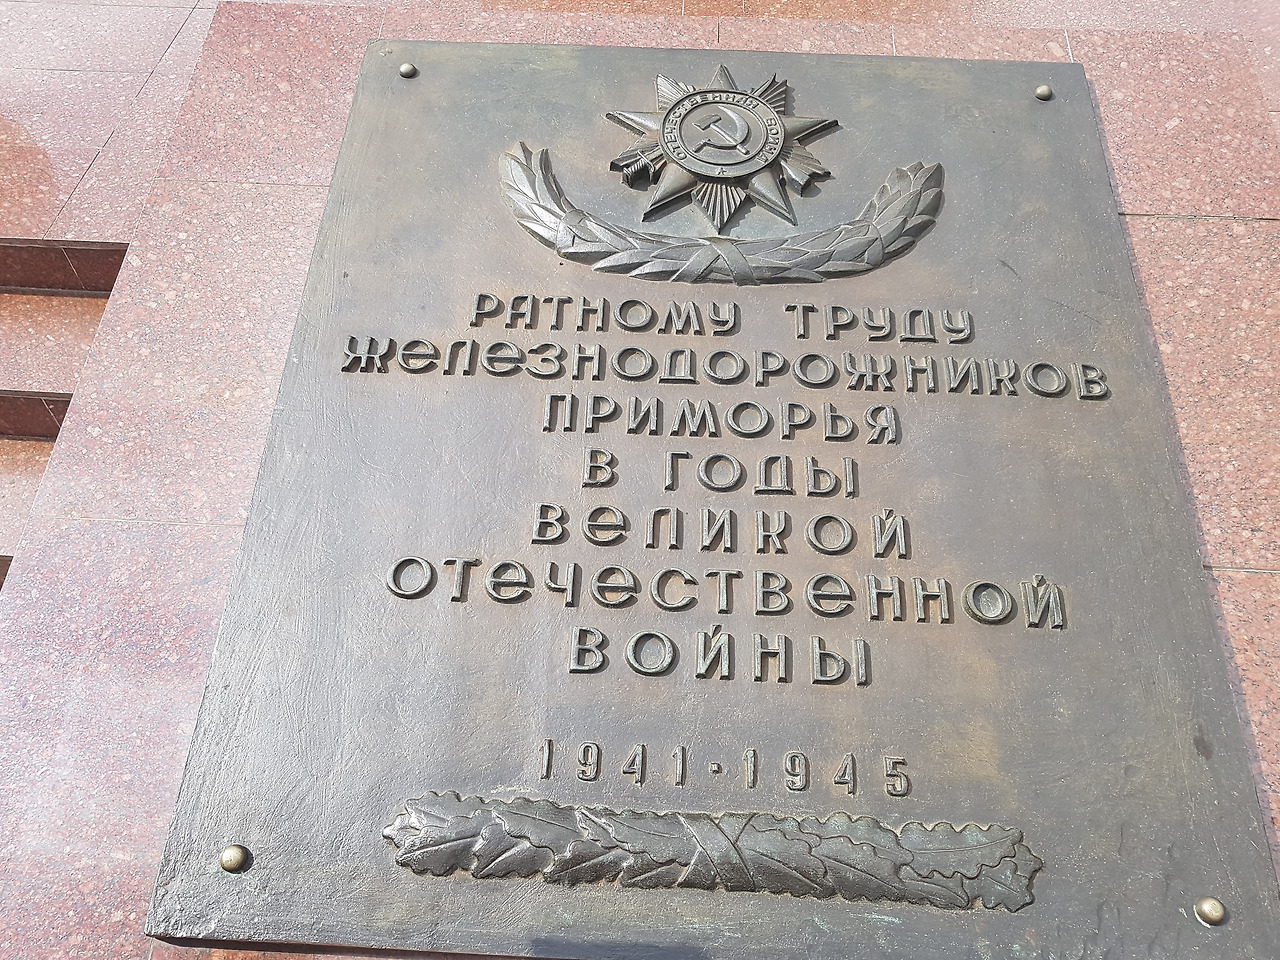 ОТЕЧЕСТВЕННАЯ ВОЙНА
РАТНОМУ ТРУДУ
ЖЕЛЕЗНОДОРОЖНИКОВ
ПРИМОРЬЯ
В ГОДЫ
ВЕЛИКОЙ
ОТЕЧЕСТВЕННОЙ
ВОЙНЫ
1941·1945